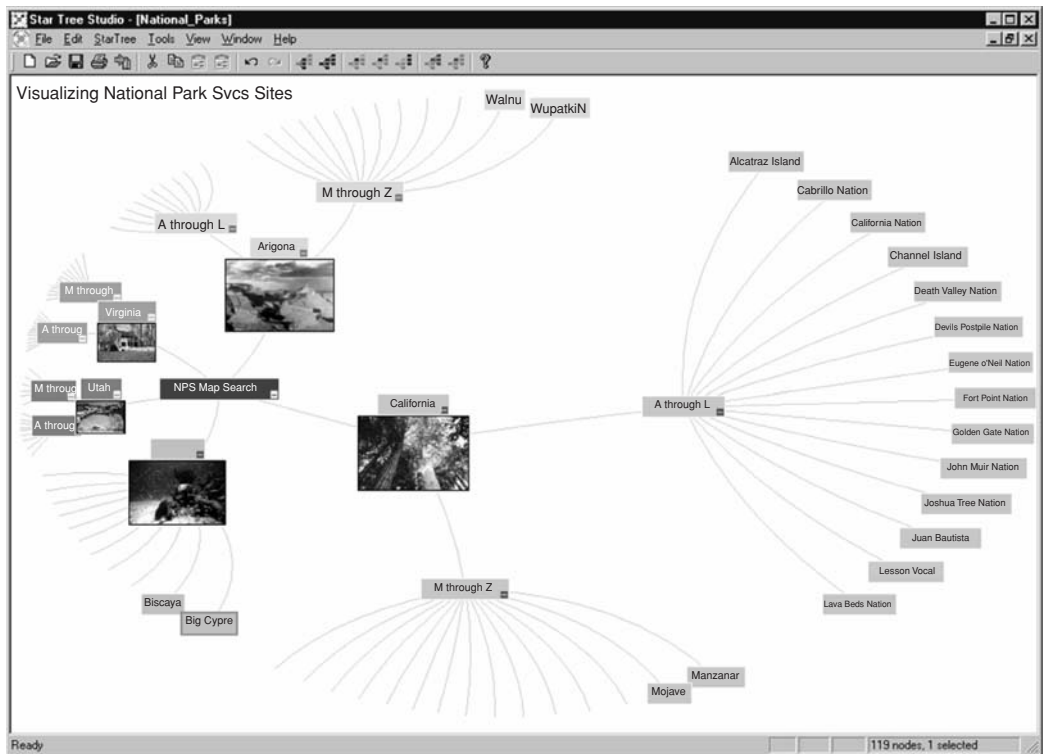 Star Tree Studio - [National_Parks]
File Edit StarTree Tools View Window Help
Visualizing National Park Svcs Sites
Walnu
WupatkiN
M through Z
A through L
Arigona
M through
Virginia
A throug
M throug
Utah
A throug
NPS Map Search
California
Biscaya
Big Cypre
M through Z
Manzanar
Mojave
A through L
Alcatraz Island
Cabrillo Nation
California Nation
Channel Island
Death Valley Nation
Devils Postpile Nation
Eugene o'Neil Nation
Fort Point Nation
Golden Gate Nation
John Muir Nation
Joshua Tree Nation
Juan Bautista
Lesson Vocal
Lava Beds Nation
Ready
119 nodes, 1 selected